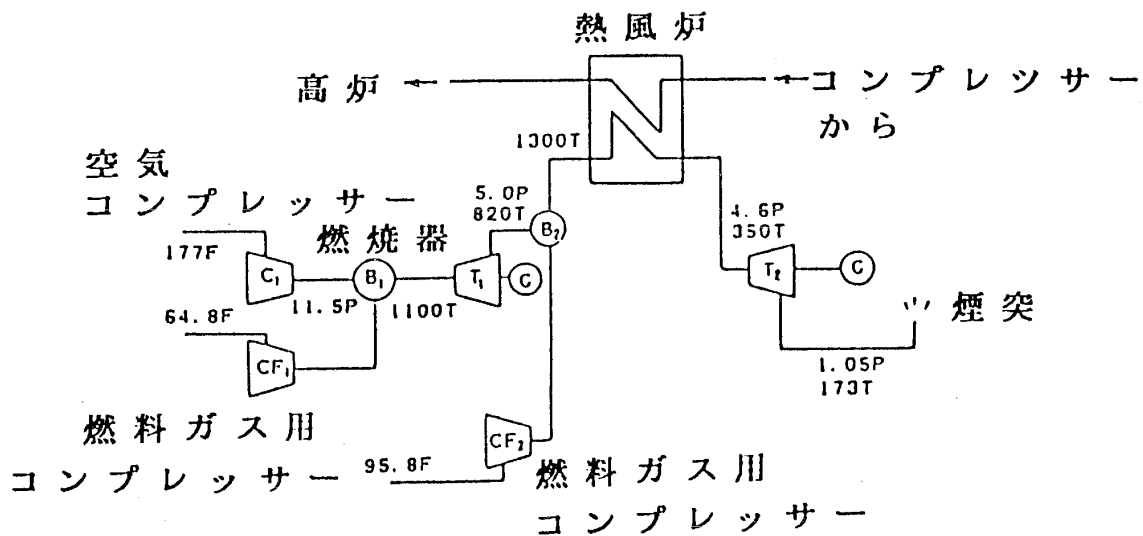 熱風炉
高炉
コンプレッサー
から
1300T
空気
コンプレッサー
5.0P
820T
B₂
4.6P
350T
177F
燃焼器
C₁
B₁
T₁
G
T₂
G
11.5P
1100T
煙突
64.8F
CF₁
1.05P
173T
燃料ガス用
コンプレッサー
CF₂
95.8F
燃料ガス用
コンプレッサー